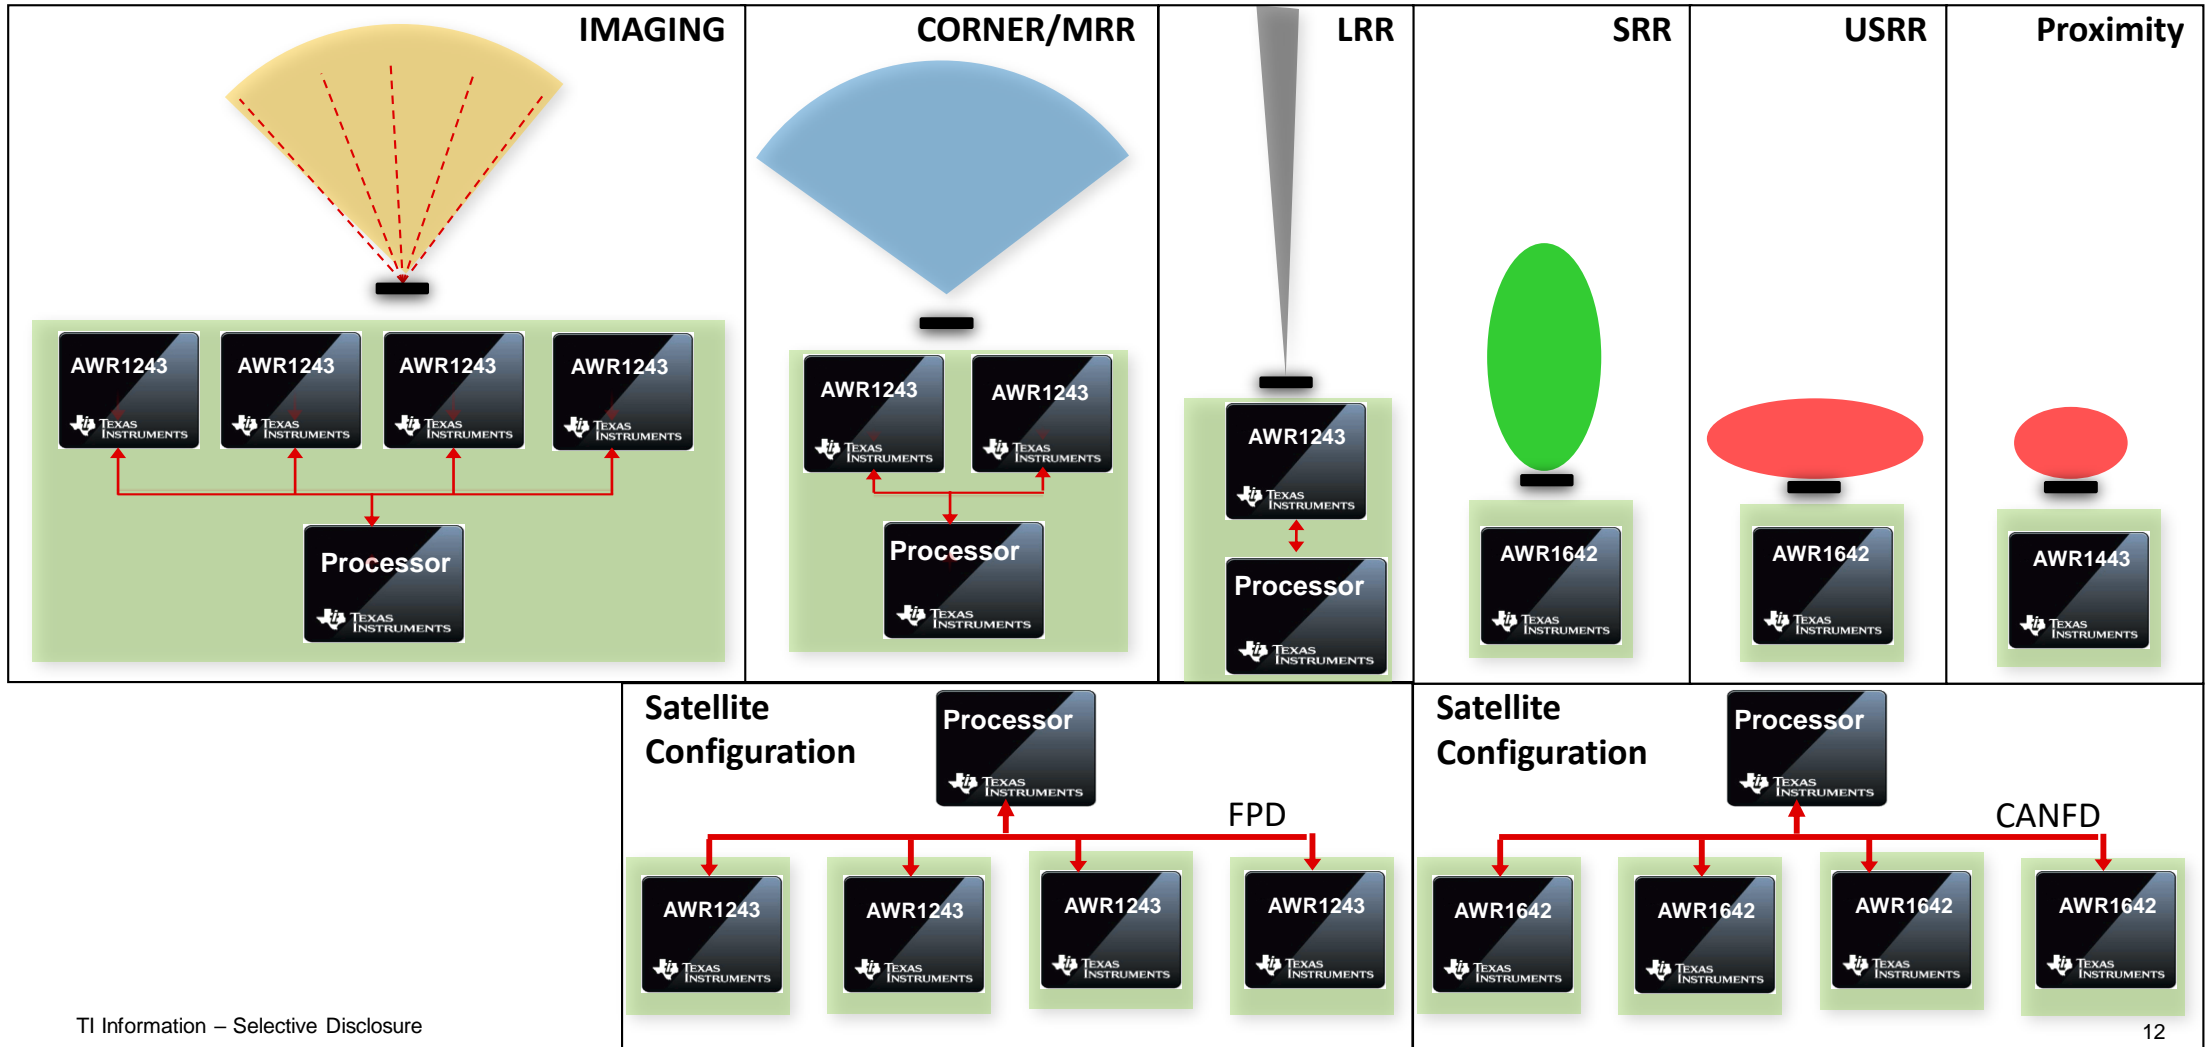 IMAGING
AWR1243
TEXAS
INSTRUMENTS
AWR1243
TEXAS
INSTRUMENTS
AWR1243
TEXAS
INSTRUMENTS
AWR1243
TEXAS
INSTRUMENTS
Processor
TEXAS
INSTRUMENTS
CORNER/MRR
AWR1243
TEXAS
INSTRUMENTS
AWR1243
TEXAS
INSTRUMENTS
Processor
TEXAS
INSTRUMENTS
LRR
AWR1243
TEXAS
INSTRUMENTS
Processor
TEXAS
INSTRUMENTS
SRR
AWR1642
TEXAS
INSTRUMENTS
USRR
AWR1642
TEXAS
INSTRUMENTS
Proximity
AWR1443
TEXAS
INSTRUMENTS
Satellite
Configuration
Processor
TEXAS
INSTRUMENTS
FPD
AWR1243
TEXAS
INSTRUMENTS
AWR1243
TEXAS
INSTRUMENTS
AWR1243
TEXAS
INSTRUMENTS
AWR1243
TEXAS
INSTRUMENTS
Satellite
Configuration
Processor
TEXAS
INSTRUMENTS
CANFD
AWR1642
TEXAS
INSTRUMENTS
AWR1642
TEXAS
INSTRUMENTS
AWR1642
TEXAS
INSTRUMENTS
AWR1642
TEXAS
INSTRUMENTS
TI Information – Selective Disclosure
12